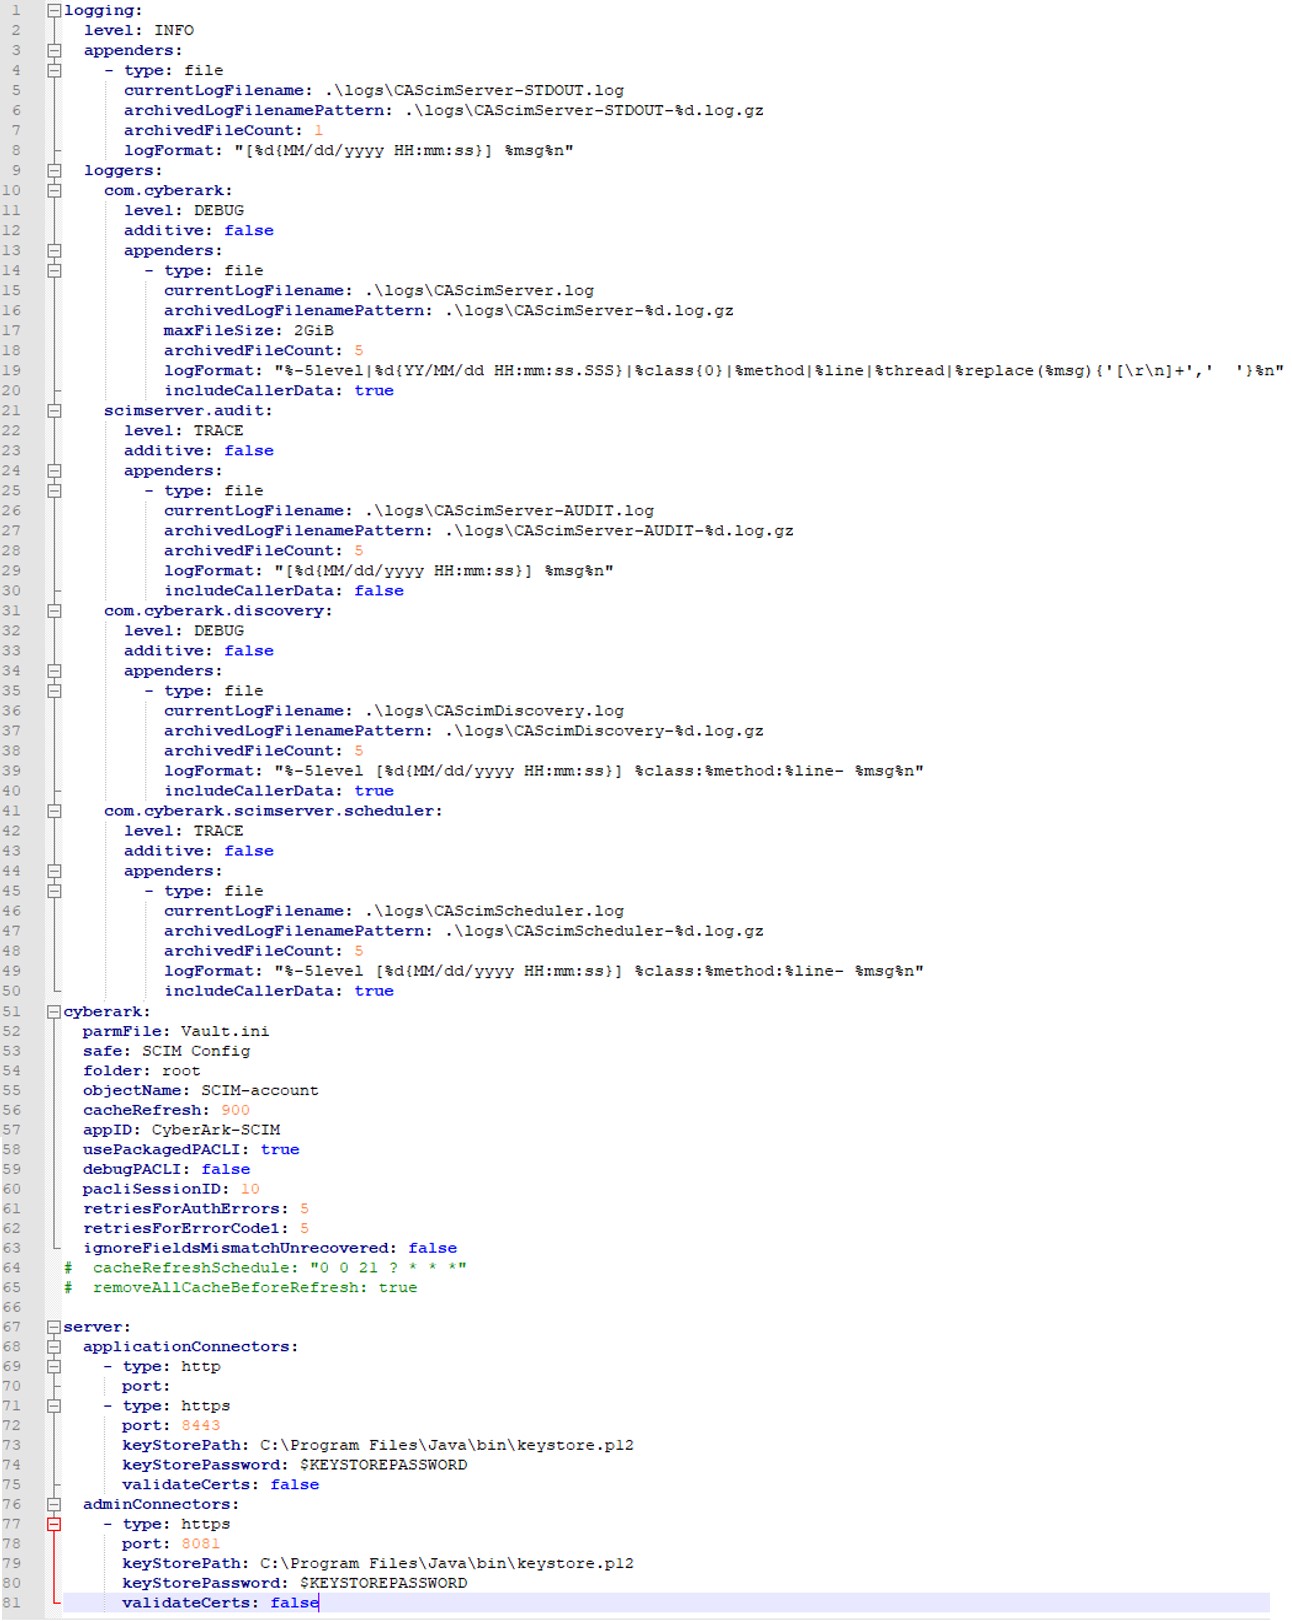 1 logging:
2   level: INFO
3   appenders:
4     - type: file
5       currentLogFilename: .\logs\CAScimServer-STDOUT.log
6       archivedLogFilenamePattern: .\logs\CAScimServer-STDOUT-%d.log.gz
7       archivedFileCount: 1
8       logFormat: "[%d{MM/dd/yyyy HH:mm:ss}] %msg%n"
9   loggers:
10     com.cyberark:
11       level: DEBUG
12       additive: false
13       appenders:
14         - type: file
15           currentLogFilename: .\logs\CAScimServer.log
16           archivedLogFilenamePattern: .\logs\CAScimServer-%d.log.gz
17           maxFileSize: 2GiB
18           archivedFileCount: 5
19           logFormat: "%-5level|%d{YY/MM/dd HH:mm:ss.SSS}|%class{0}|%method|%line|%thread|%replace(%msg){'[\r\n]+','  '}%n"
20           includeCallerData: true
21     scimserver.audit:
22       level: TRACE
23       additive: false
24       appenders:
25         - type: file
26           currentLogFilename: .\logs\CAScimServer-AUDIT.log
27           archivedLogFilenamePattern: .\logs\CAScimServer-AUDIT-%d.log.gz
28           archivedFileCount: 5
29           logFormat: "[%d{MM/dd/yyyy HH:mm:ss}] %msg%n"
30           includeCallerData: false
31     com.cyberark.discovery:
32       level: DEBUG
33       additive: false
34       appenders:
35         - type: file
36           currentLogFilename: .\logs\CAScimDiscovery.log
37           archivedLogFilenamePattern: .\logs\CAScimDiscovery-%d.log.gz
38           archivedFileCount: 5
39           logFormat: "%-5level [%d{MM/dd/yyyy HH:mm:ss}] %class:%method:%line- %msg%n"
40           includeCallerData: true
41     com.cyberark.scimserver.scheduler:
42       level: TRACE
43       additive: false
44       appenders:
45         - type: file
46           currentLogFilename: .\logs\CAScimScheduler.log
47           archivedLogFilenamePattern: .\logs\CAScimScheduler-%d.log.gz
48           archivedFileCount: 5
49           logFormat: "%-5level [%d{MM/dd/yyyy HH:mm:ss}] %class:%method:%line- %msg%n"
50           includeCallerData: true
51 cyberark:
52   parmFile: Vault.ini
53   safe: SCIM Config
54   folder: root
55   objectName: SCIM-account
56   cacheRefresh: 900
57   appID: CyberArk-SCIM
58   usePackagedPACLI: true
59   debugPACLI: false
60   pacliSessionID: 10
61   retriesForAuthErrors: 5
62   retriesForErrorCode1: 5
63   ignoreFieldsMismatchUnrecovered: false
64 #  cacheRefreshSchedule: "0 0 21 ? * * *"
65 #  removeAllCacheBeforeRefresh: true
66
67 server:
68   applicationConnectors:
69     - type: http
70       port:
71     - type: https
72       port: 8443
73       keyStorePath: C:\Program Files\Java\bin\keystore.p12
74       keyStorePassword: $KEYSTOREPASSWORD
75       validateCerts: false
76   adminConnectors:
77     - type: https
78       port: 8081
79       keyStorePath: C:\Program Files\Java\bin\keystore.p12
80       keyStorePassword: $KEYSTOREPASSWORD
81       validateCerts: false